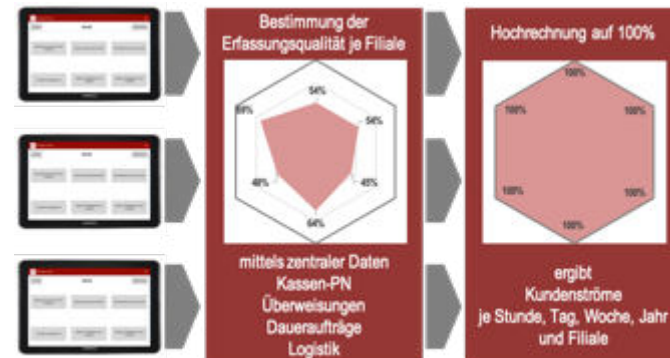 Bestimmung der
Erfassungsqualität je Filiale
54%
54%
45%
64%
48%
mittels zentraler Daten
Kassen-PN
Überweisungen
Daueraufträge
Logistik
Hochrechnung auf 100%
100%
100%
100%
100%
100%
100%
ergibt
Kundenströme
je Stunde, Tag, Woche, Jahr
und Filiale